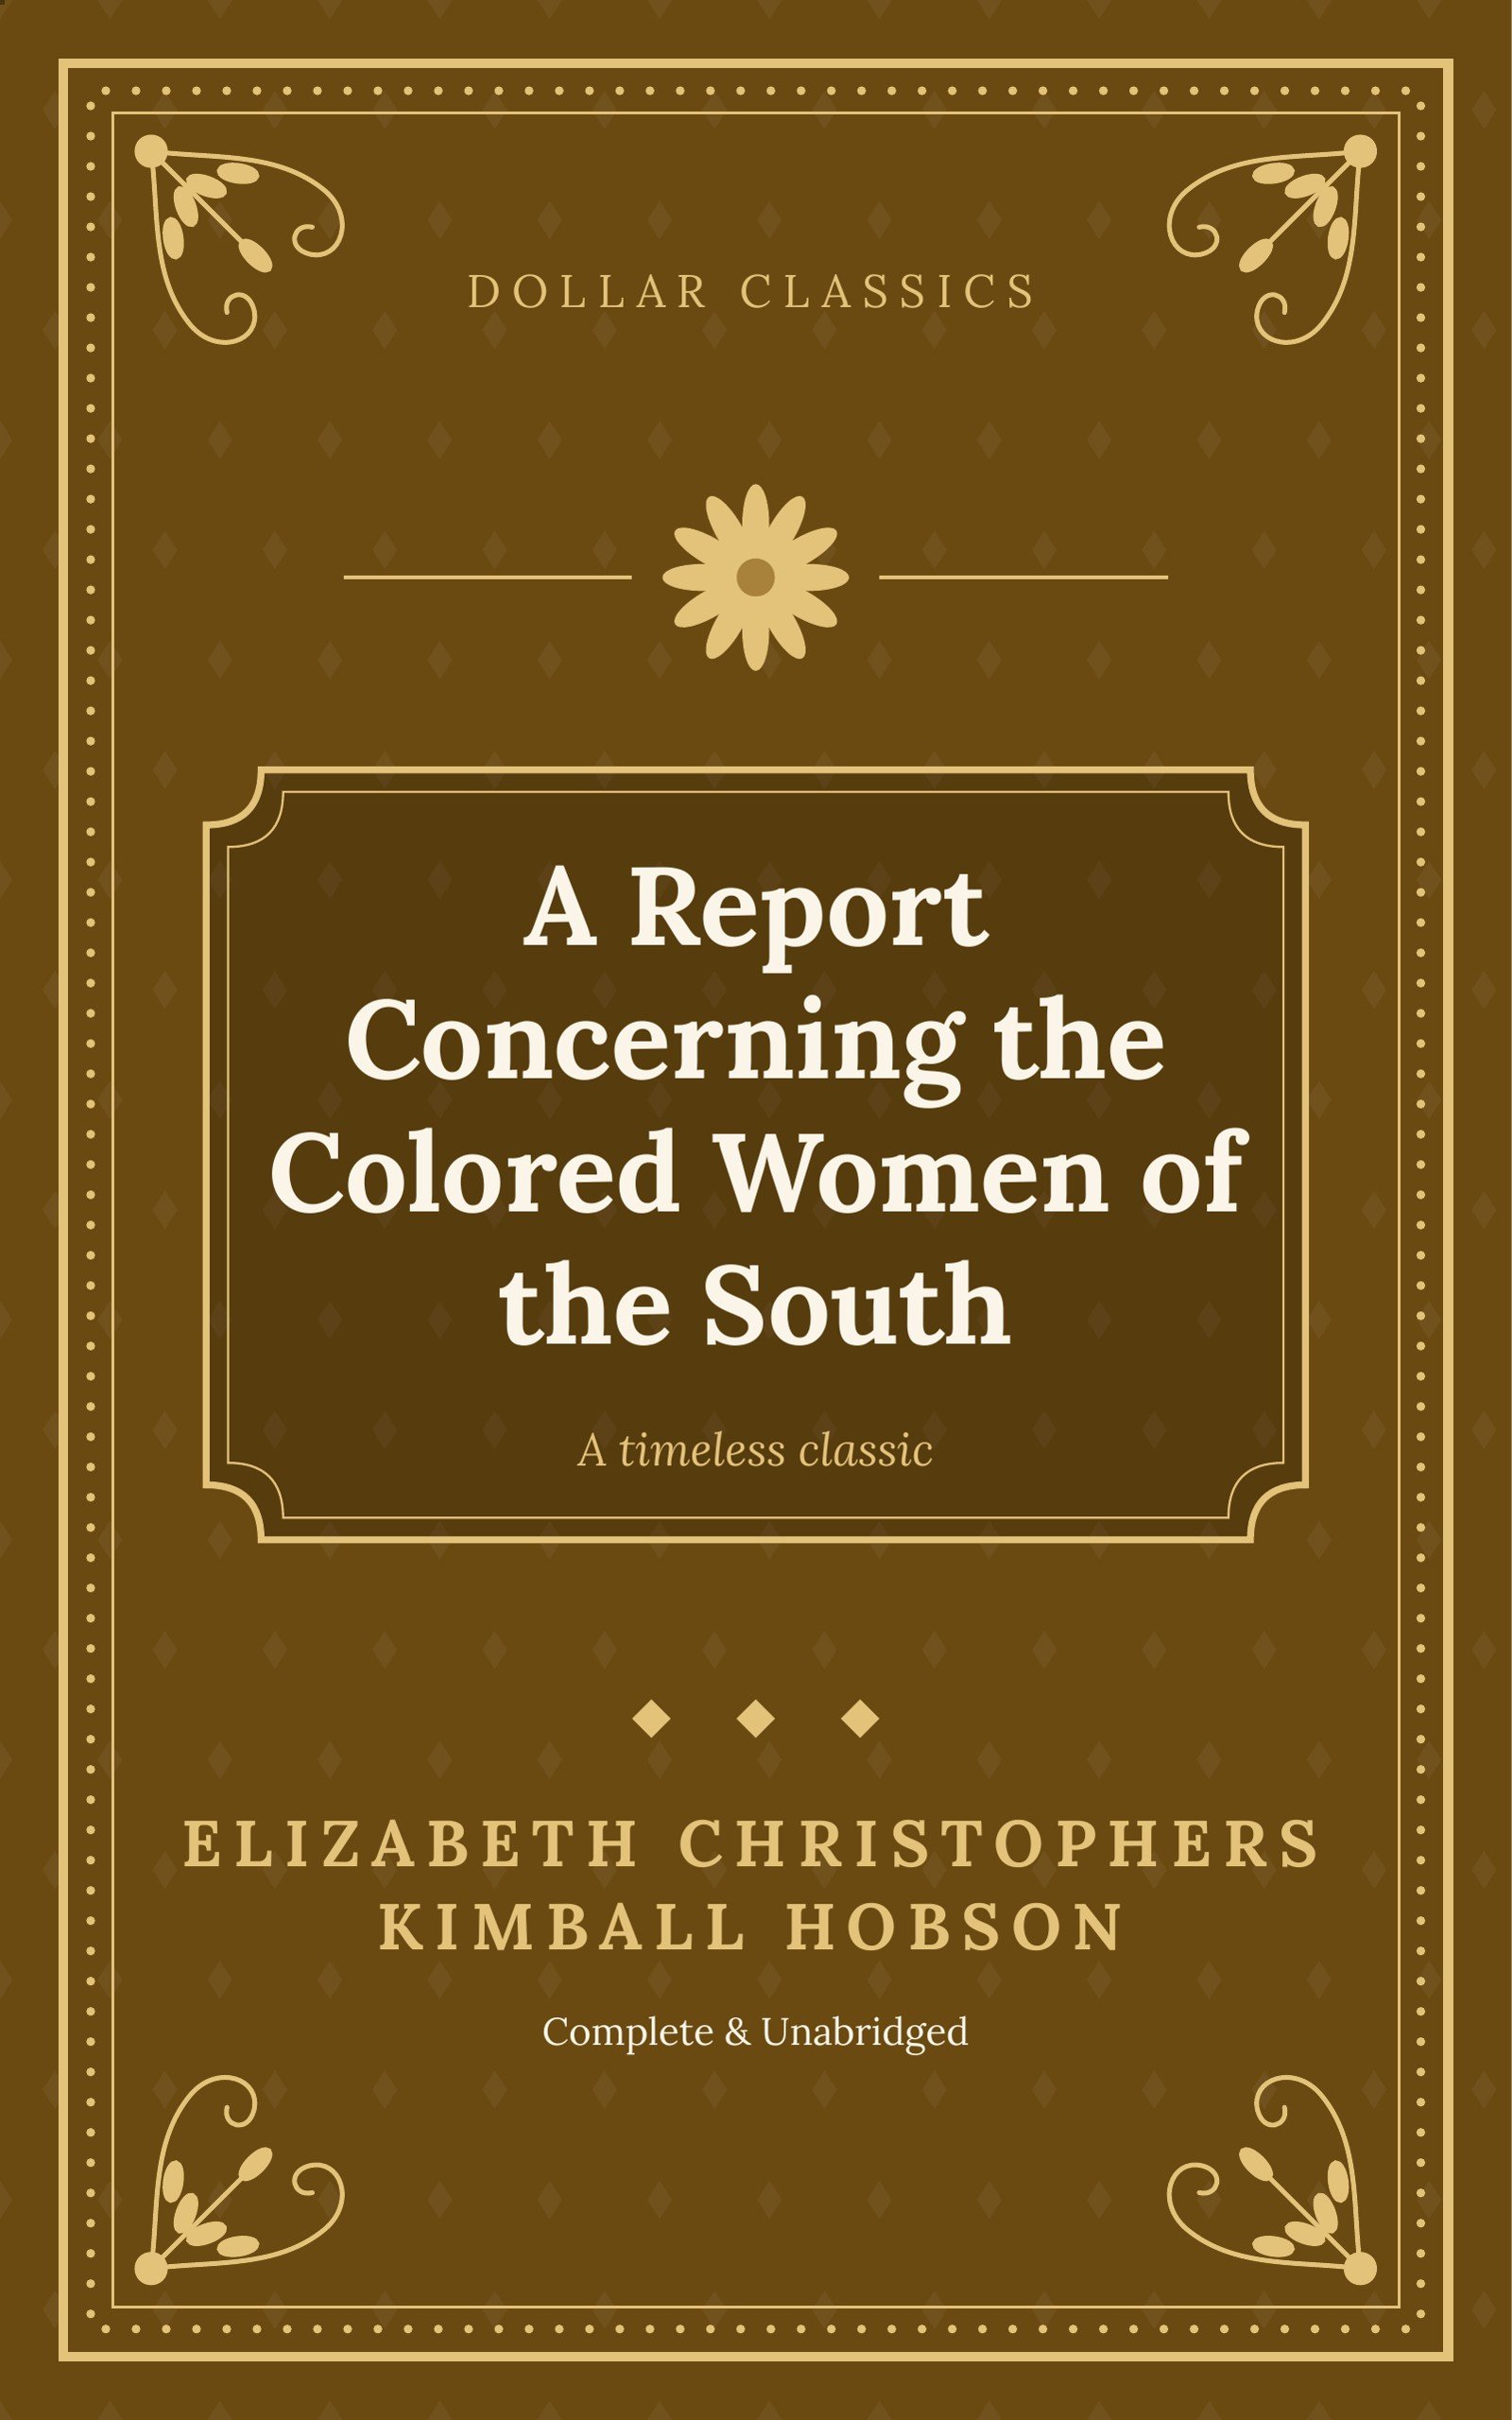 DOLLAR CLASSICS
A Report
Concerning the
Colored Women of
the South
A timeless classic
ELIZABETH CHRISTOPHERS
KIMBALL HOBSON
Complete & Unabridged